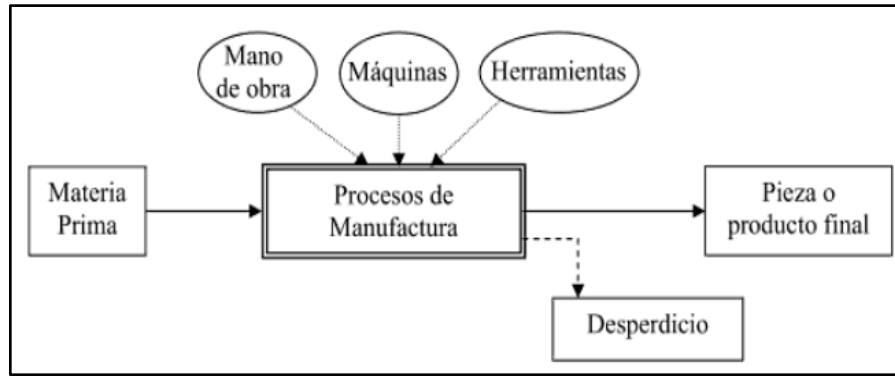 Mano
de obra
Máquinas
Herramientas
Materia
Prima
Procesos de
Manufactura
Pieza o
producto final
Desperdicio